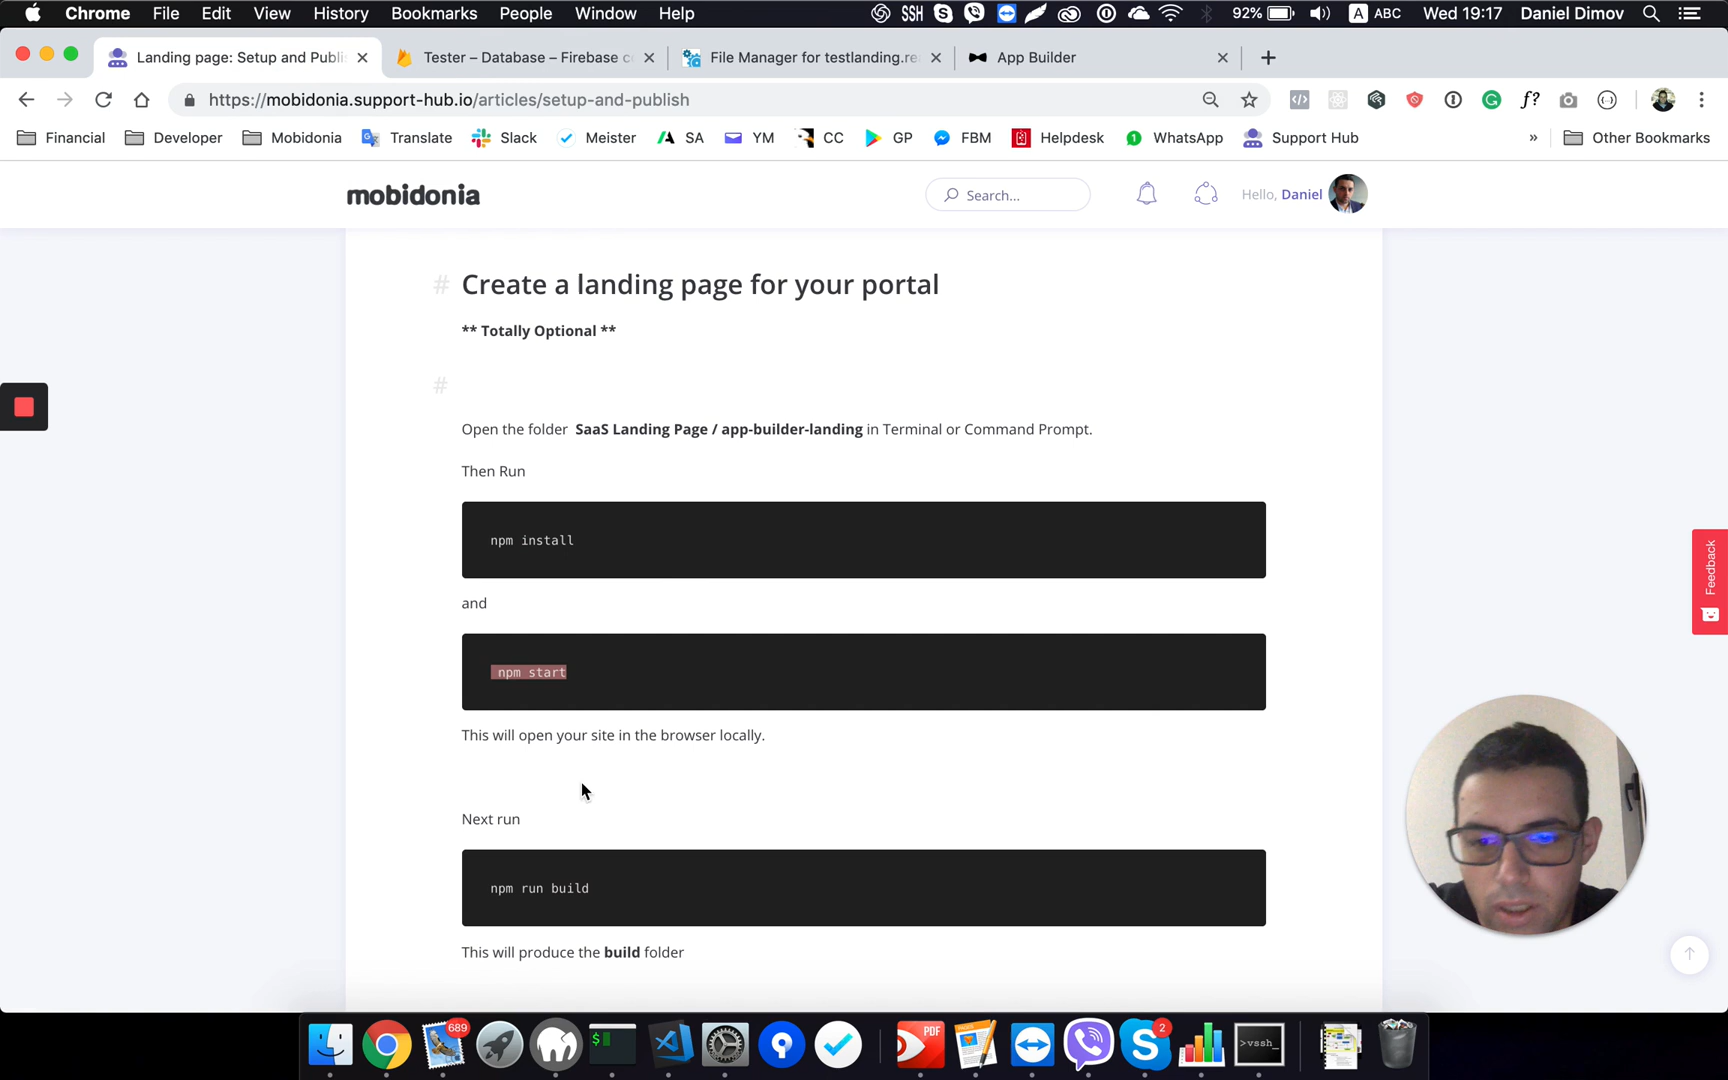 Chrome File Edit View History Bookmarks People Window Help SSH 92% A ABC Wed 19:17 Daniel Dimov
Landing page: Setup and Publi
Tester – Database – Firebase co
File Manager for testlanding.re
App Builder
https://mobidonia.support-hub.io/articles/setup-and-publish
f?
Financial Developer Mobidonia Translate Slack Meister SA YM CC GP FBM Helpdesk WhatsApp Support Hub » Other Bookmarks
mobidonia
Search...
Hello, Daniel
# Create a landing page for your portal
** Totally Optional **
#
Open the folder SaaS Landing Page / app-builder-landing in Terminal or Command Prompt.
Then Run
npm install
and
npm start
This will open your site in the browser locally.
Next run
npm run build
This will produce the build folder
Feedback
689
$
PDF
2
>vssh_